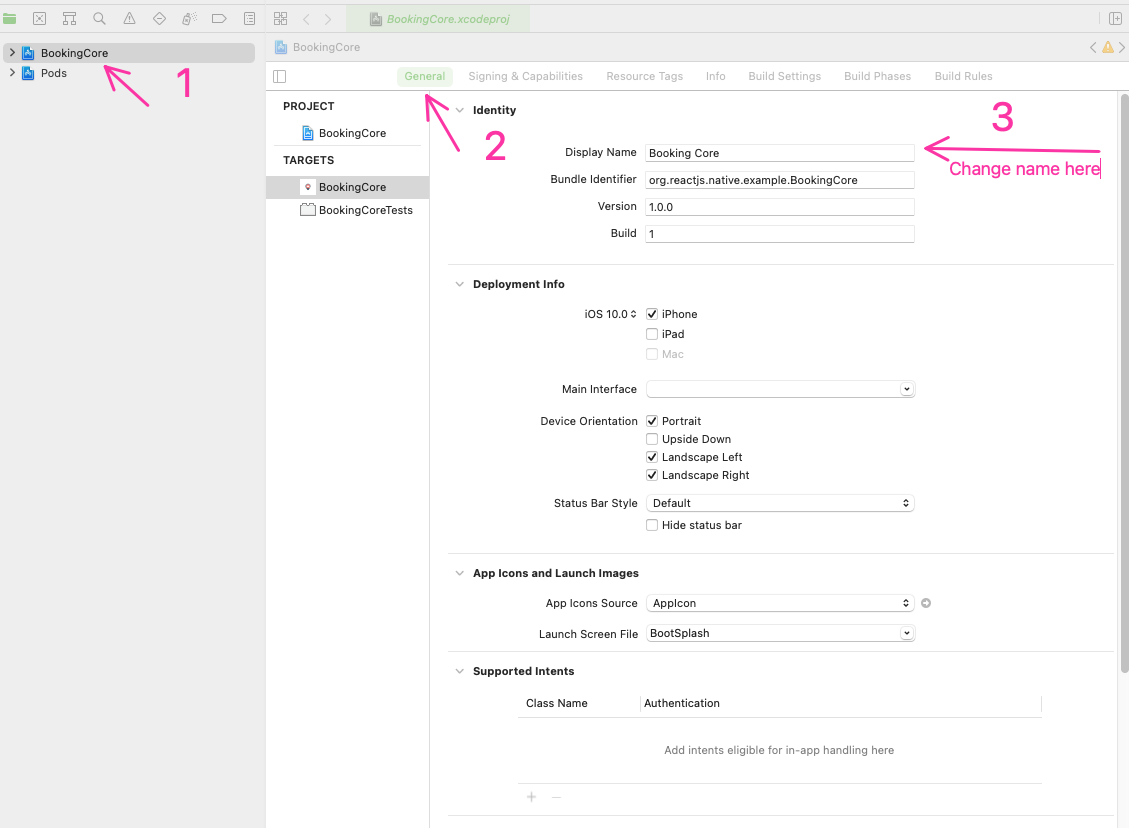 BookingCore.xcodeproj
BookingCore
Pods
1
BookingCore
General
Signing & Capabilities
Resource Tags
Info
Build Settings
Build Phases
Build Rules
PROJECT
BookingCore
TARGETS
BookingCore
BookingCoreTests
2
3
Change name here
Identity
Display Name Booking Core
Bundle Identifier org.reactjs.native.example.BookingCore
Version 1.0.0
Build 1
Deployment Info
iOS 10.0 iPhone
iPad
Mac
Main Interface
Device Orientation Portrait
Upside Down
Landscape Left
Landscape Right
Status Bar Style Default
Hide status bar
App Icons and Launch Images
App Icons Source AppIcon
Launch Screen File BootSplash
Supported Intents
Class Name Authentication
Add intents eligible for in-app handling here